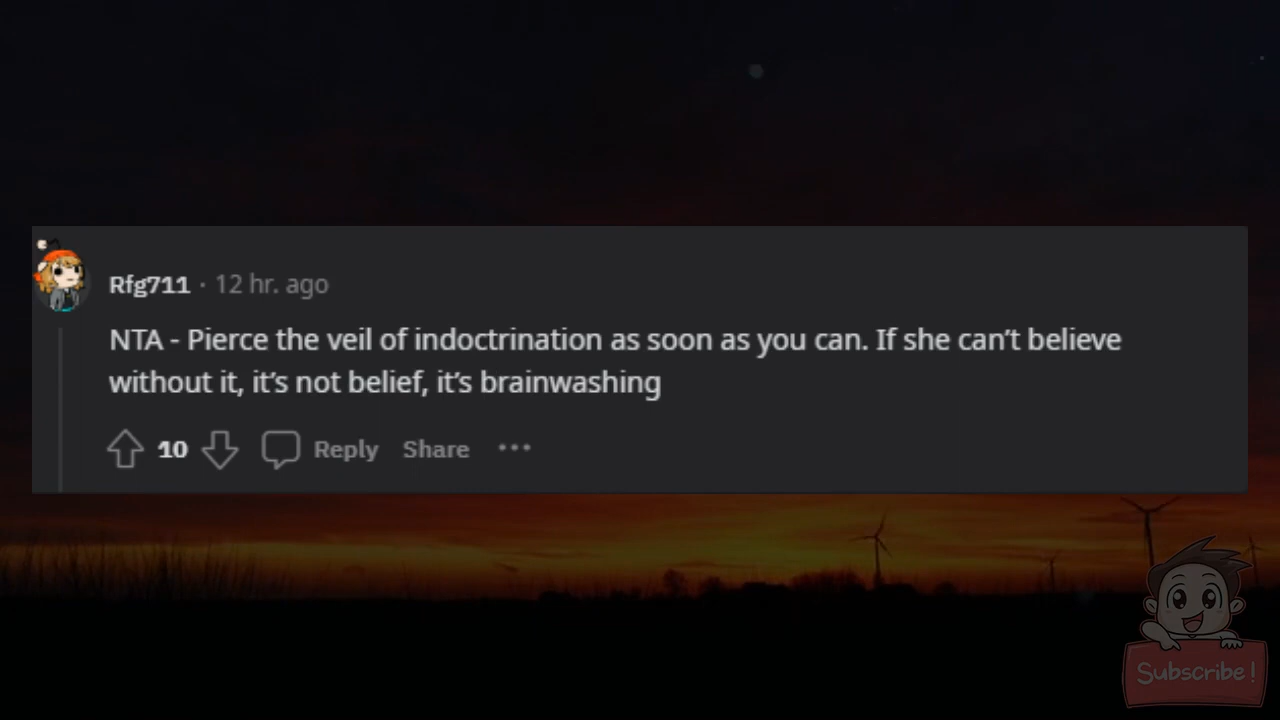 Rfg711 · 12 hr. ago
NTA - Pierce the veil of indoctrination as soon as you can. If she can’t believe
without it, it’s not belief, it’s brainwashing
10 Reply Share ···
Subscribe!